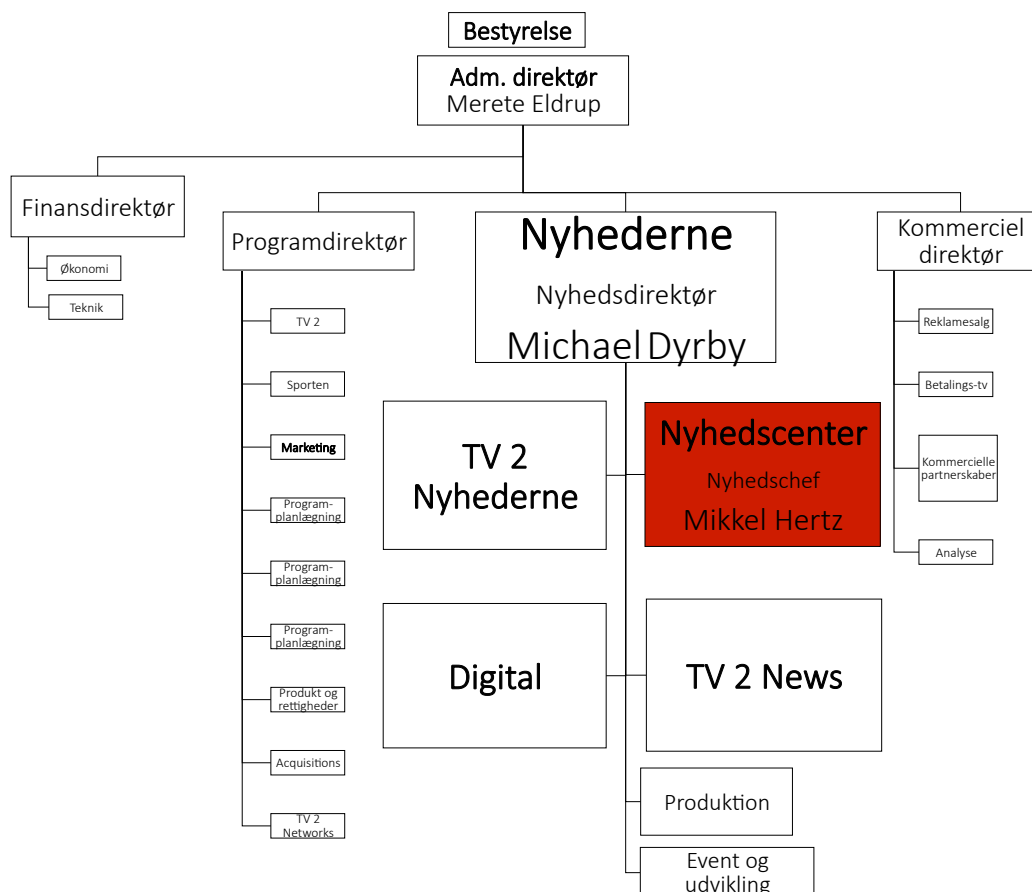 Bestyrelse
Adm. direktør
Merete Eldrup
Finansdirektør
Økonomi
Teknik
Programdirektør
TV 2
Sporten
Marketing
Program-
planlægning
Program-
planlægning
Program-
planlægning
Produkt og
rettigheder
Acquisitions
TV 2
Networks
Nyhederne
Nyhedsdirektør
Michael Dyrby
TV 2
Nyhederne
Nyhedscenter
Nyhedschef
Mikkel Hertz
Digital
TV 2 News
Produktion
Event og
udvikling
Kommerciel
direktør
Reklamesalg
Betalings-tv
Kommercielle
partnerskaber
Analyse